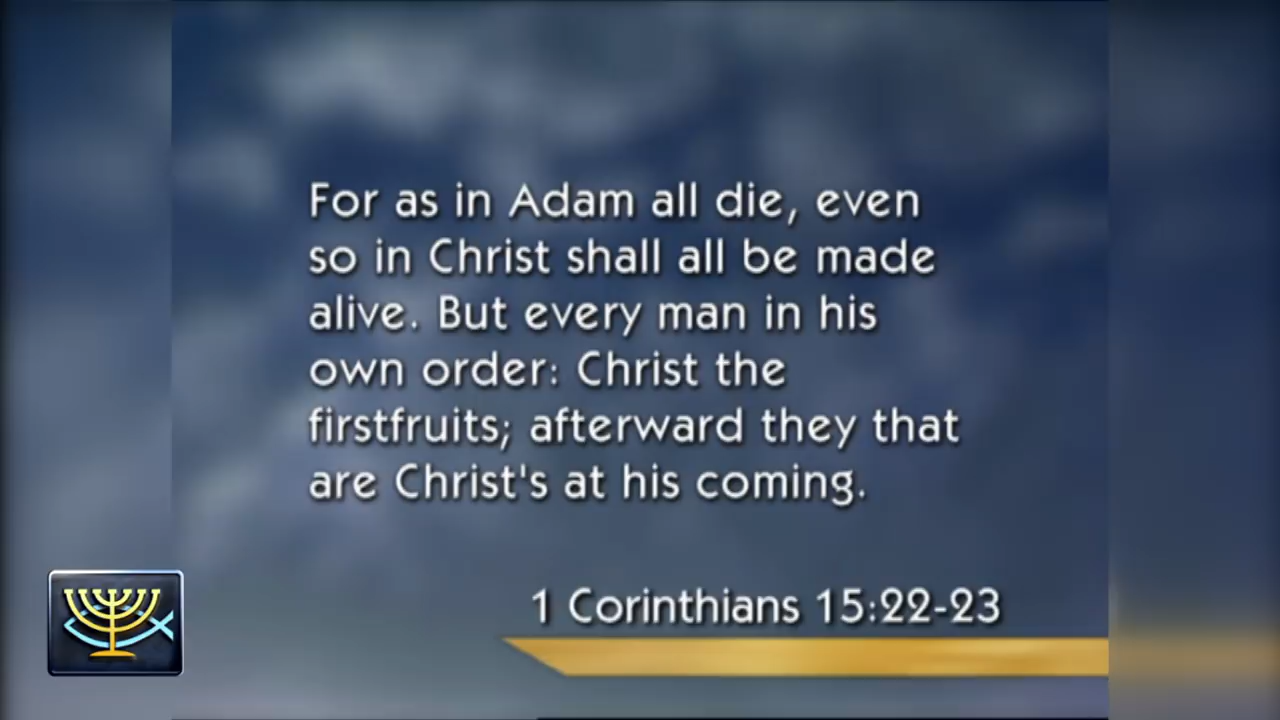 For as in Adam all die, even
so in Christ shall all be made
alive. But every man in his
own order: Christ the
firstfruits; afterward they that
are Christ's at his coming.
1 Corinthians 15:22-23